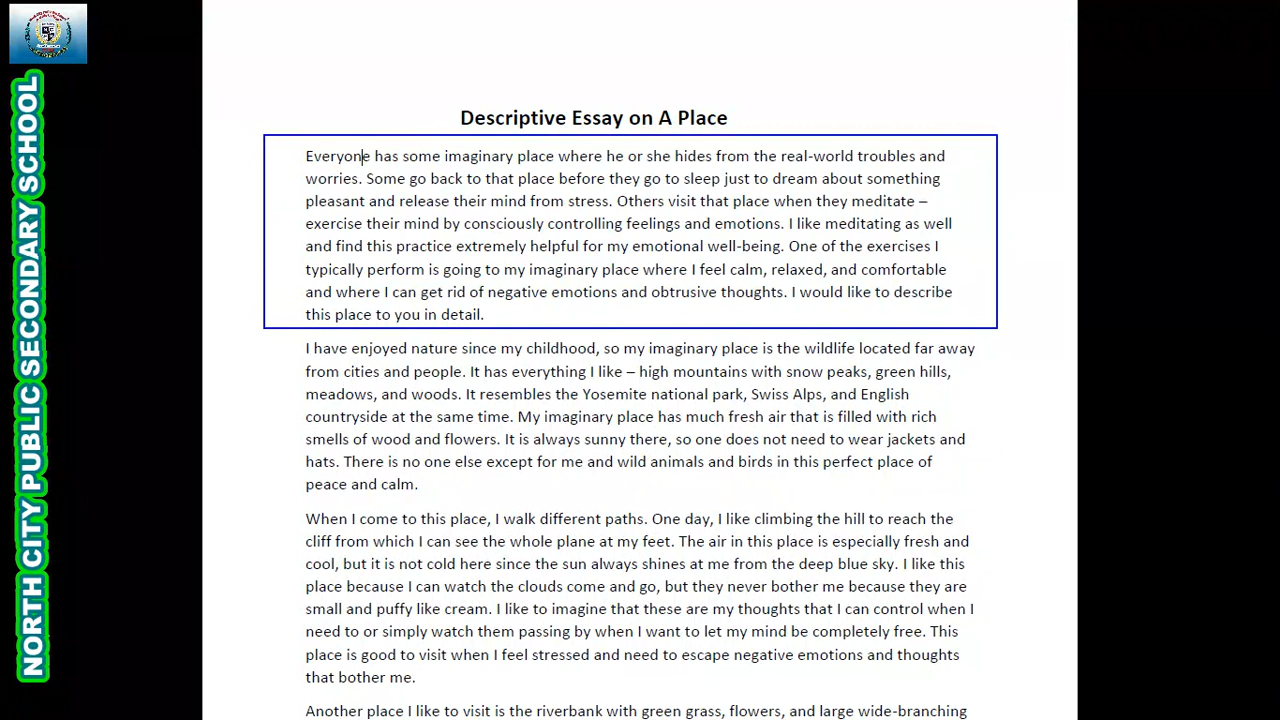 NORTH CITY PUBLIC SECONDARY SCHOOL
Descriptive Essay on A Place
Everyone has some imaginary place where he or she hides from the real-world troubles and
worries. Some go back to that place before they go to sleep just to dream about something
pleasant and release their mind from stress. Others visit that place when they meditate –
exercise their mind by consciously controlling feelings and emotions. I like meditating as well
and find this practice extremely helpful for my emotional well-being. One of the exercises I
typically perform is going to my imaginary place where I feel calm, relaxed, and comfortable
and where I can get rid of negative emotions and obtrusive thoughts. I would like to describe
this place to you in detail.
I have enjoyed nature since my childhood, so my imaginary place is the wildlife located far away
from cities and people. It has everything I like – high mountains with snow peaks, green hills,
meadows, and woods. It resembles the Yosemite national park, Swiss Alps, and English
countryside at the same time. My imaginary place has much fresh air that is filled with rich
smells of wood and flowers. It is always sunny there, so one does not need to wear jackets and
hats. There is no one else except for me and wild animals and birds in this perfect place of
peace and calm.
When I come to this place, I walk different paths. One day, I like climbing the hill to reach the
cliff from which I can see the whole plane at my feet. The air in this place is especially fresh and
cool, but it is not cold here since the sun always shines at me from the deep blue sky. I like this
place because I can watch the clouds come and go, but they never bother me because they are
small and puffy like cream. I like to imagine that these are my thoughts that I can control when I
need to or simply watch them passing by when I want to let my mind be completely free. This
place is good to visit when I feel stressed and need to escape negative emotions and thoughts
that bother me.
Another place I like to visit is the riverbank with green grass, flowers, and large wide-branching